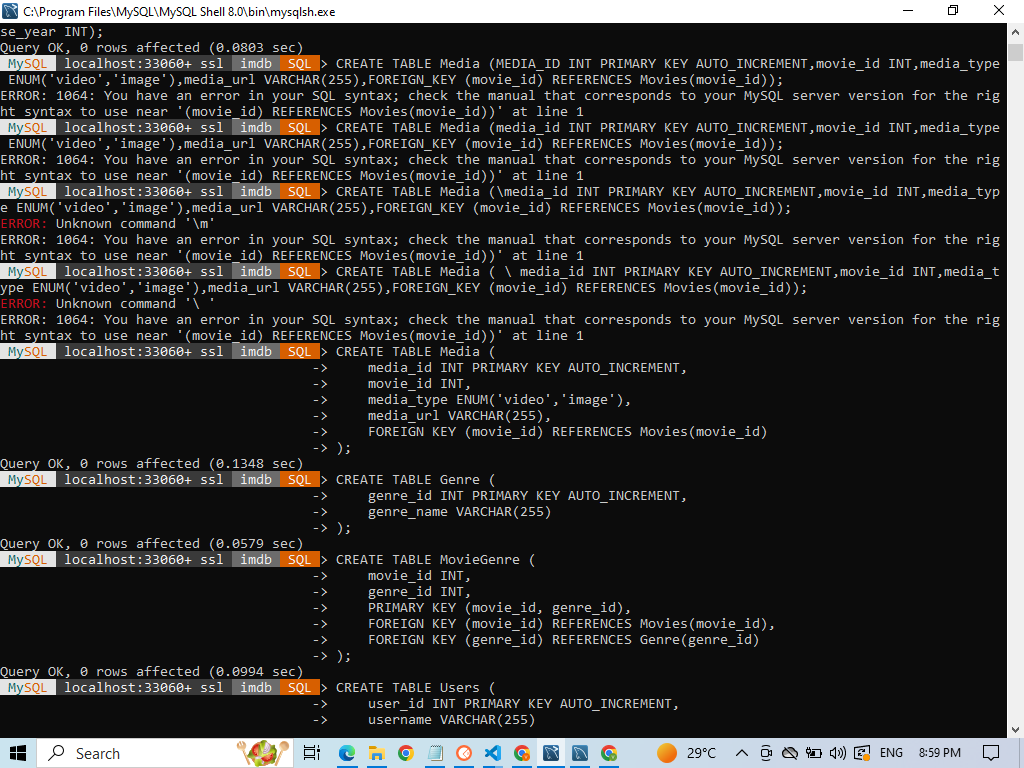 C:\Program Files\MySQL\MySQL Shell 8.0\bin\mysqlsh.exe
se_year INT);
Query OK, 0 rows affected (0.0803 sec)
MySQL localhost:33060+ ssl imdb SQL > CREATE TABLE Media (MEDIA_ID INT PRIMARY KEY AUTO_INCREMENT,movie_id INT,media_type
ENUM('video','image'),media_url VARCHAR(255),FOREIGN_KEY (movie_id) REFERENCES Movies(movie_id));
ERROR: 1064: You have an error in your SQL syntax; check the manual that corresponds to your MySQL server version for the rig
ht syntax to use near '(movie_id) REFERENCES Movies(movie_id))' at line 1
MySQL localhost:33060+ ssl imdb SQL > CREATE TABLE Media (media_id INT PRIMARY KEY AUTO_INCREMENT,movie_id INT,media_type
ENUM('video','image'),media_url VARCHAR(255),FOREIGN_KEY (movie_id) REFERENCES Movies(movie_id));
ERROR: 1064: You have an error in your SQL syntax; check the manual that corresponds to your MySQL server version for the rig
ht syntax to use near '(movie_id) REFERENCES Movies(movie_id))' at line 1
MySQL localhost:33060+ ssl imdb SQL > CREATE TABLE Media (\media_id INT PRIMARY KEY AUTO_INCREMENT,movie_id INT,media_typ
e ENUM('video','image'),media_url VARCHAR(255),FOREIGN_KEY (movie_id) REFERENCES Movies(movie_id));
ERROR: Unknown command '\m'
ERROR: 1064: You have an error in your SQL syntax; check the manual that corresponds to your MySQL server version for the rig
ht syntax to use near '(movie_id) REFERENCES Movies(movie_id))' at line 1
MySQL localhost:33060+ ssl imdb SQL > CREATE TABLE Media ( \ media_id INT PRIMARY KEY AUTO_INCREMENT,movie_id INT,media_t
ype ENUM('video','image'),media_url VARCHAR(255),FOREIGN_KEY (movie_id) REFERENCES Movies(movie_id));
ERROR: Unknown command '\ '
ERROR: 1064: You have an error in your SQL syntax; check the manual that corresponds to your MySQL server version for the rig
ht syntax to use near '(movie_id) REFERENCES Movies(movie_id))' at line 1
MySQL localhost:33060+ ssl imdb SQL > CREATE TABLE Media (
-> media_id INT PRIMARY KEY AUTO_INCREMENT,
-> movie_id INT,
-> media_type ENUM('video','image'),
-> media_url VARCHAR(255),
-> FOREIGN KEY (movie_id) REFERENCES Movies(movie_id)
-> );
Query OK, 0 rows affected (0.1348 sec)
MySQL localhost:33060+ ssl imdb SQL > CREATE TABLE Genre (
-> genre_id INT PRIMARY KEY AUTO_INCREMENT,
-> genre_name VARCHAR(255)
-> );
Query OK, 0 rows affected (0.0579 sec)
MySQL localhost:33060+ ssl imdb SQL > CREATE TABLE MovieGenre (
-> movie_id INT,
-> genre_id INT,
-> PRIMARY KEY (movie_id, genre_id),
-> FOREIGN KEY (movie_id) REFERENCES Movies(movie_id),
-> FOREIGN KEY (genre_id) REFERENCES Genre(genre_id)
-> );
Query OK, 0 rows affected (0.0994 sec)
MySQL localhost:33060+ ssl imdb SQL > CREATE TABLE Users (
-> user_id INT PRIMARY KEY AUTO_INCREMENT,
-> username VARCHAR(255)
Search 29°C ENG 8:59 PM